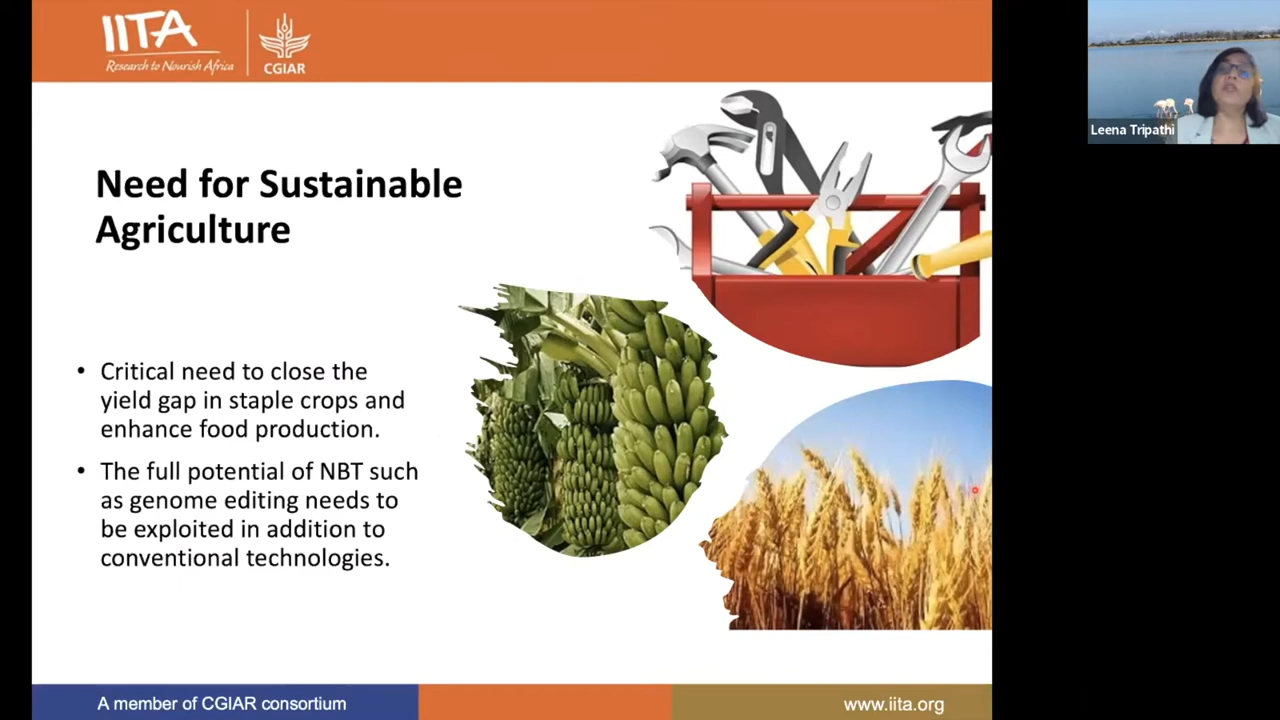 IITA
Research to Nourish Africa
CGIAR
Leena Tripathi
Need for Sustainable
Agriculture
• Critical need to close the
yield gap in staple crops and
enhance food production.
• The full potential of NBT such
as genome editing needs to
be exploited in addition to
conventional technologies.
A member of CGIAR consortium
www.iita.org